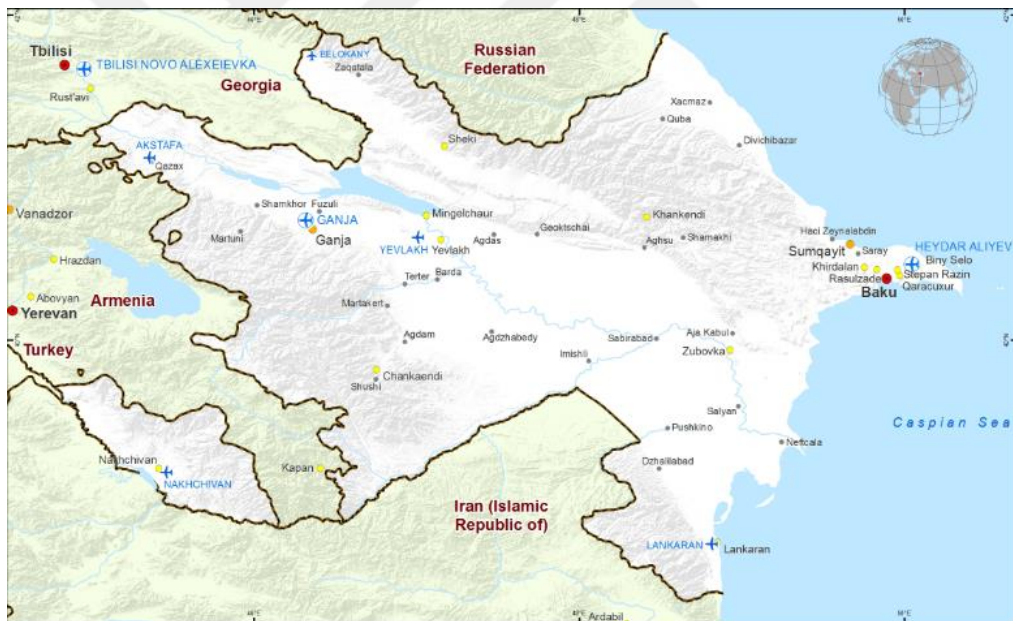 Tbilisi
TBILISI NOVO ALEXEIEVKA
Rust'avi
Georgia
BELOKANY
Zaqatala
Russian
Federation
Xacmaz
Quba
Divichibazar
AKSTAFA
Qazax
Sheki
Vanadzor
Shamkhor
Fuzuli
GANJA
Ganja
Martuni
Mingelchaur
YEVLAKH
Yevlakh
Agdas
Geoktschai
Khankendi
Aghsu
Shamakhi
Haci Zeynalabdin
Sumqayit
Saray
HEYDAR ALIYEV
Biny Selo
Khirdalan
Stepan Razin
Rasulzade
Qaracuxur
Baku
Hrazdan
Abovyan
Armenia
Yerevan
Terter
Barda
Martakert
Turkey
Agdam
Agdzhabedy
Imishli
Sabirabad
Aja Kabul
Zubovka
Chankaendi
Shushi
Salyan
Pushkino
Neftcala
Caspian Sea
Nakhchivan
NAKHCHIVAN
Kapan
Dzhalilabad
Iran (Islamic
Republic of)
LANKARAN
Lankaran
Ardabil